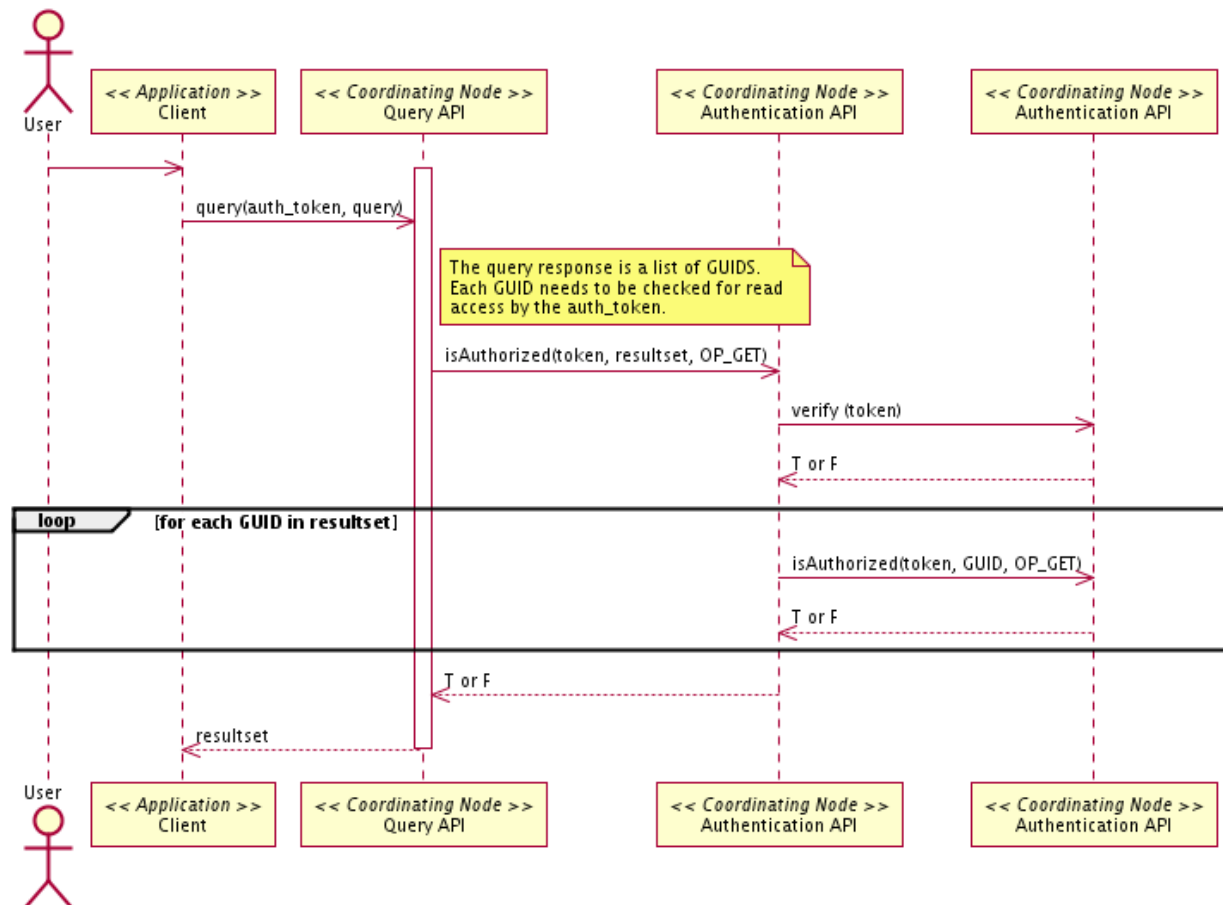 User
<< Application >>
Client
<< Coordinating Node >>
Query API
<< Coordinating Node >>
Authentication API
<< Coordinating Node >>
Authentication API
query(auth_token, query)
The query response is a list of GUIDS.
Each GUID needs to be checked for read
access by the auth_token.
isAuthorized(token, resultset, OP_GET)
verify (token)
T or F
loop
[for each GUID in resultset]
isAuthorized(token, GUID, OP_GET)
T or F
T or F
resultset
User
<< Application >>
Client
<< Coordinating Node >>
Query API
<< Coordinating Node >>
Authentication API
<< Coordinating Node >>
Authentication API